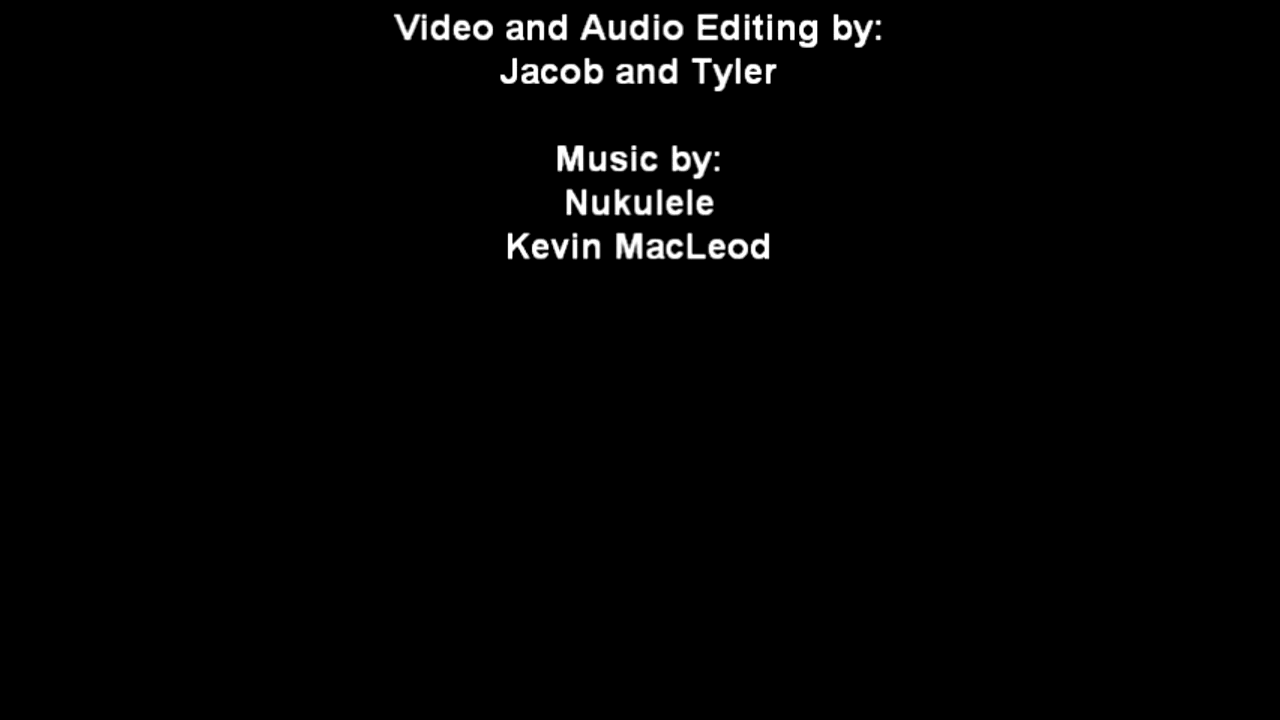 Video and Audio Editing by:
Jacob and Tyler
Music by:
Nukulele
Kevin MacLeod